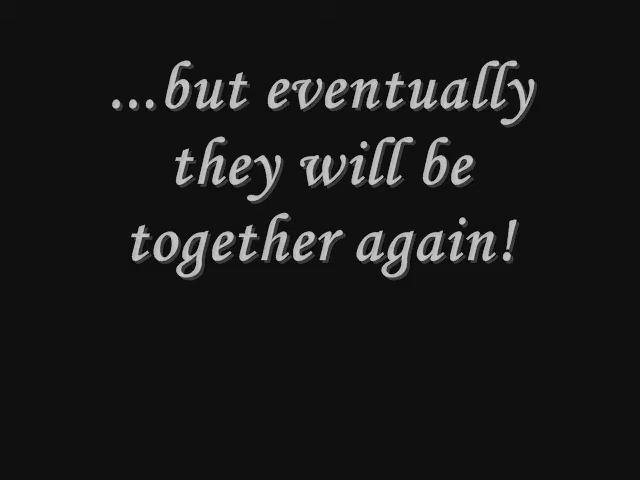 ...but eventually
they will be
together again!